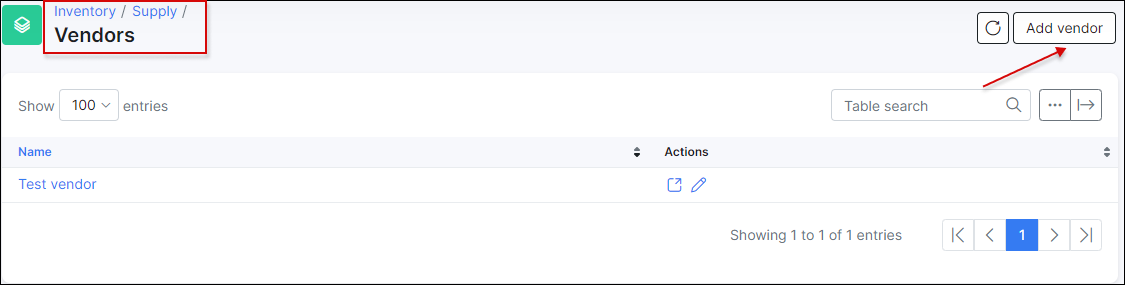 Inventory / Supply /
Vendors
Add vendor
Show 100 entries
Table search
Name Actions
Test vendor
Showing 1 to 1 of 1 entries
1